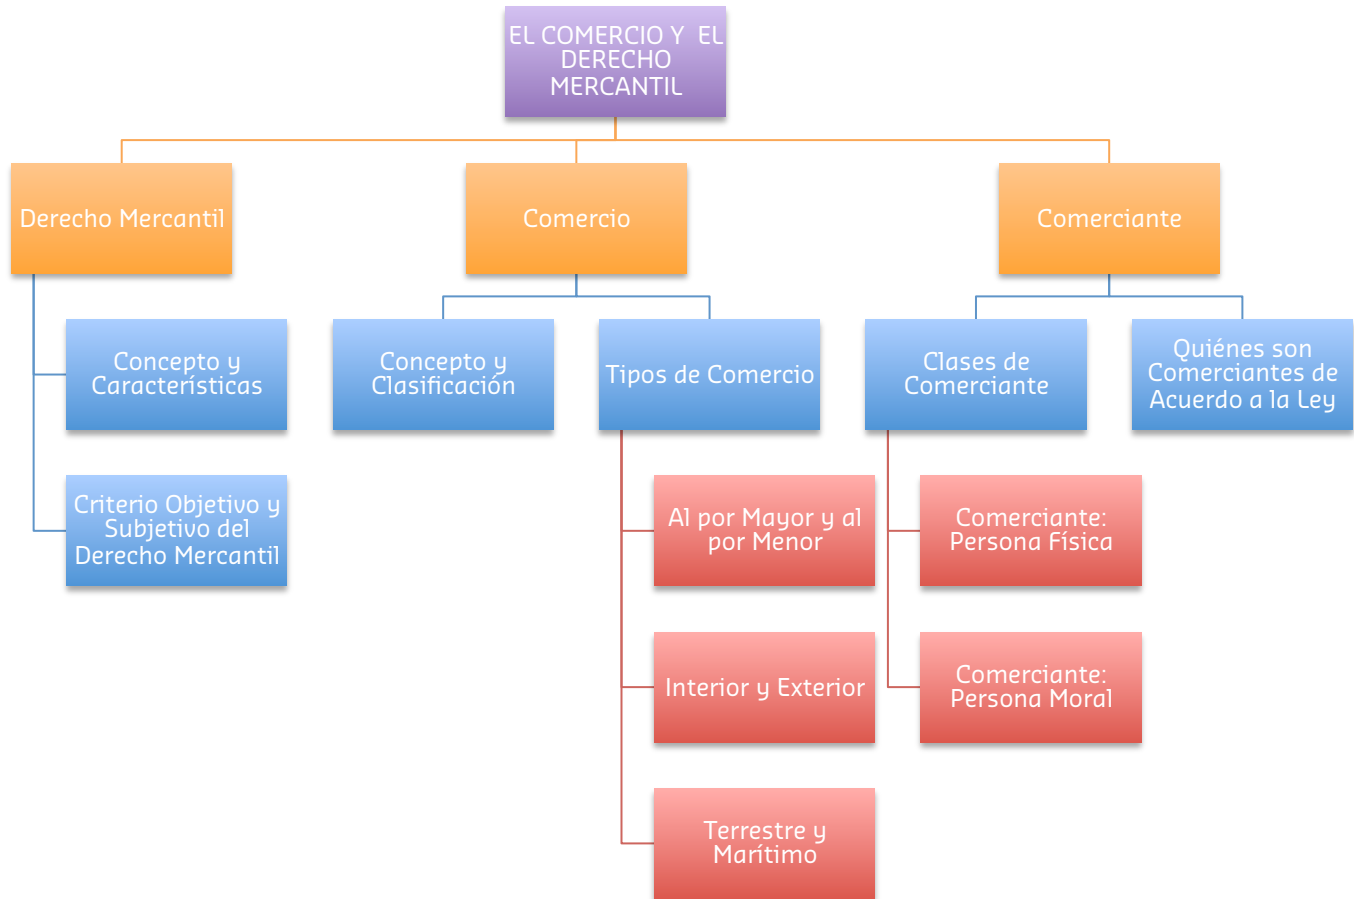 EL COMERCIO Y  EL
DERECHO
MERCANTIL
Derecho Mercantil
Comercio
Comerciante
Concepto y
Características
Concepto y
Clasificación
Tipos de Comercio
Clases de
Comerciante
Quiénes son
Comerciantes de
Acuerdo a la Ley
Criterio Objetivo y
Subjetivo del
Derecho Mercantil
Al por Mayor y al
por Menor
Comerciante:
Persona Física
Interior y Exterior
Comerciante:
Persona Moral
Terrestre y
Marítimo